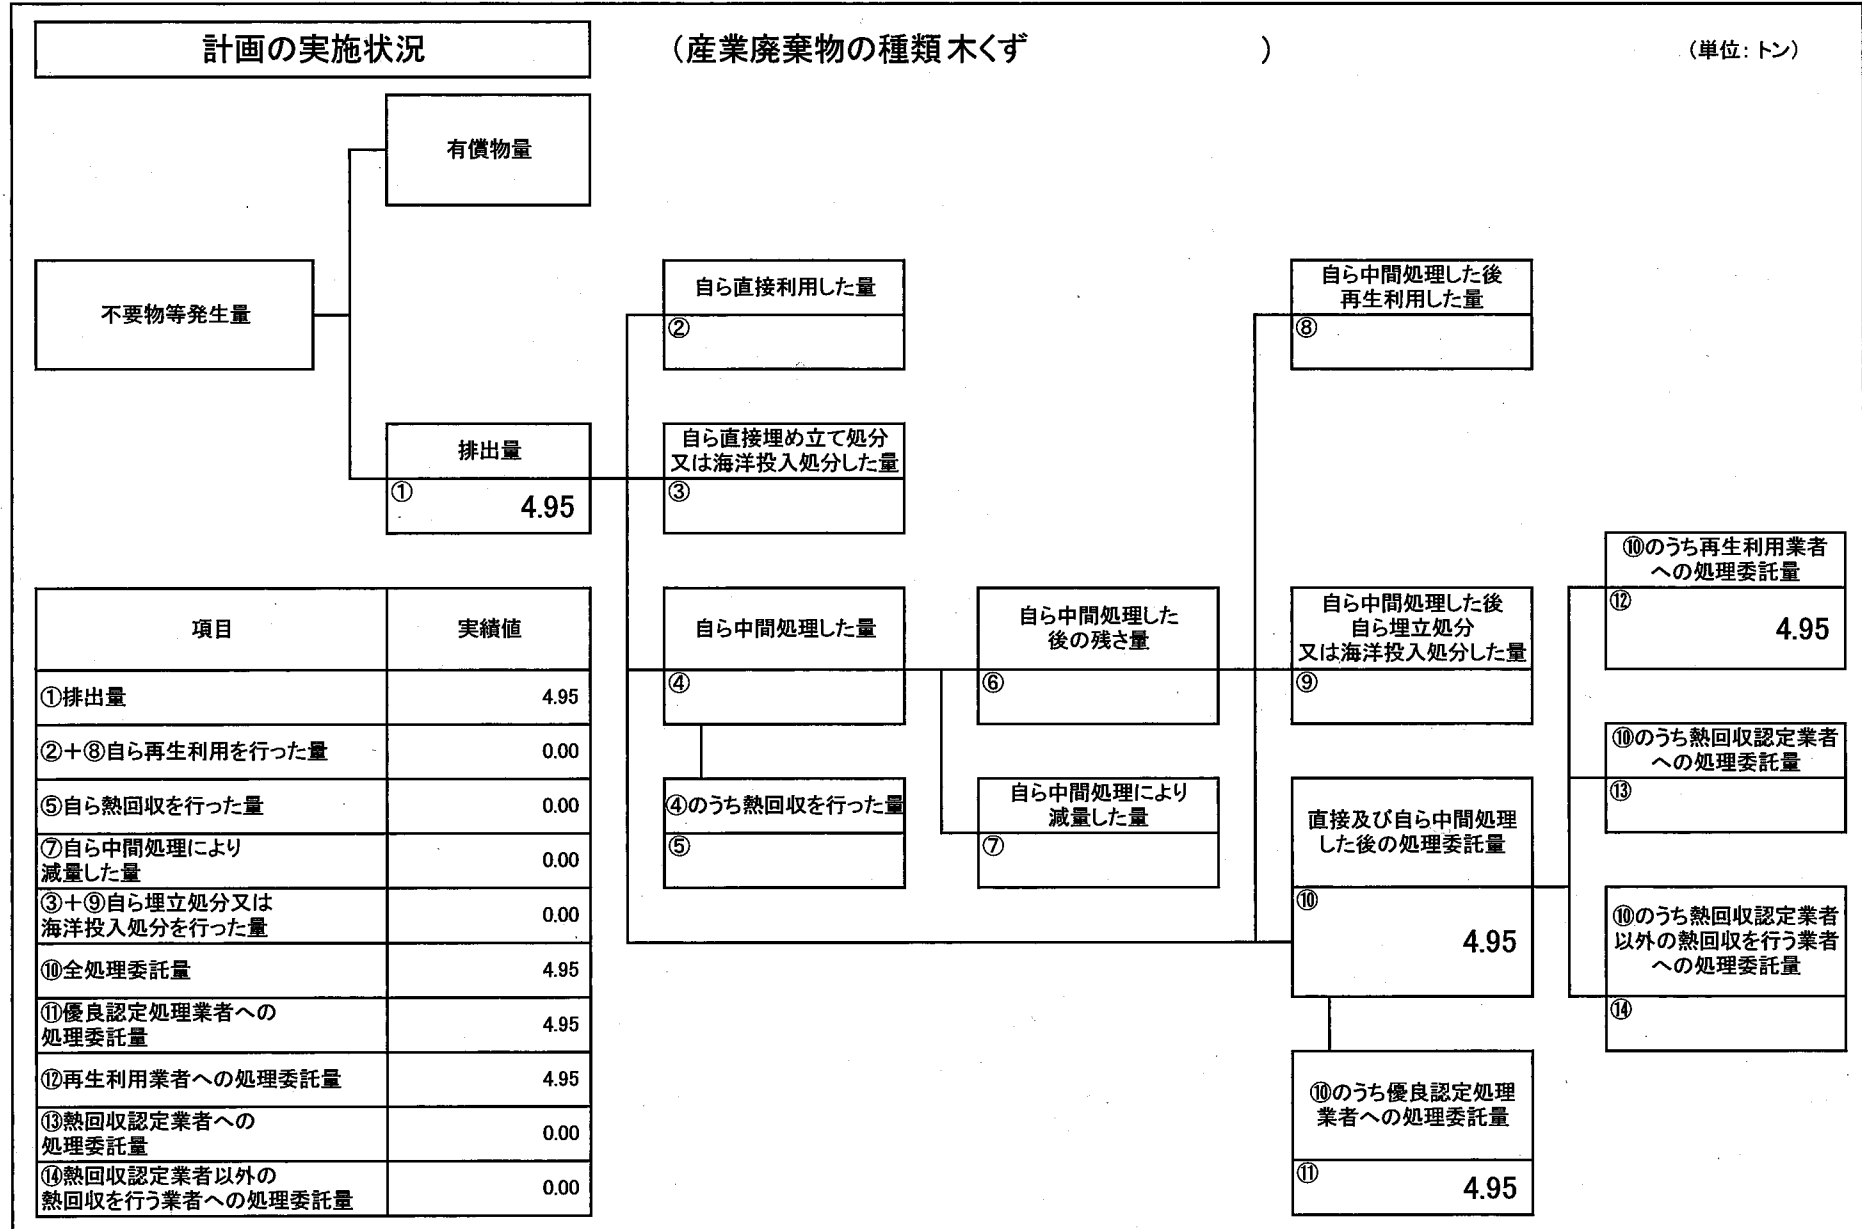 計画の実施状況
(産業廃棄物の種類 木くず )
(単位:トン)
有償物量
不要物等発生量
自ら直接利用した量
②
自ら中間処理した後
再生利用した量
⑧
排出量
① 4.95
自ら直接埋め立て処分
又は海洋投入処分した量
③
⑩のうち再生利用業者
への処理委託量
⑫ 4.95
自ら中間処理した量
④
自ら中間処理した
後の残さ量
⑥
自ら中間処理した後
自ら埋立処分
又は海洋投入処分した量
⑨
⑩のうち熱回収認定業者
への処理委託量
⑬
④のうち熱回収を行った量
⑤
自ら中間処理により
減量した量
⑦
直接及び自ら中間処理
した後の処理委託量
⑩ 4.95
⑩のうち熱回収認定業者
以外の熱回収を行う業者
への処理委託量
⑭
⑩のうち優良認定処理
業者への処理委託量
⑪ 4.95
項目 実績値
①排出量 4.95
②+⑧自ら再生利用を行った量 0.00
⑤自ら熱回収を行った量 0.00
⑦自ら中間処理により
減量した量 0.00
③+⑨自ら埋立処分又は
海洋投入処分を行った量 0.00
⑩全処理委託量 4.95
⑪優良認定処理業者への
処理委託量 4.95
⑫再生利用業者への処理委託量 4.95
⑬熱回収認定業者への
処理委託量 0.00
⑭熱回収認定業者以外の
熱回収を行う業者への処理委託量 0.00